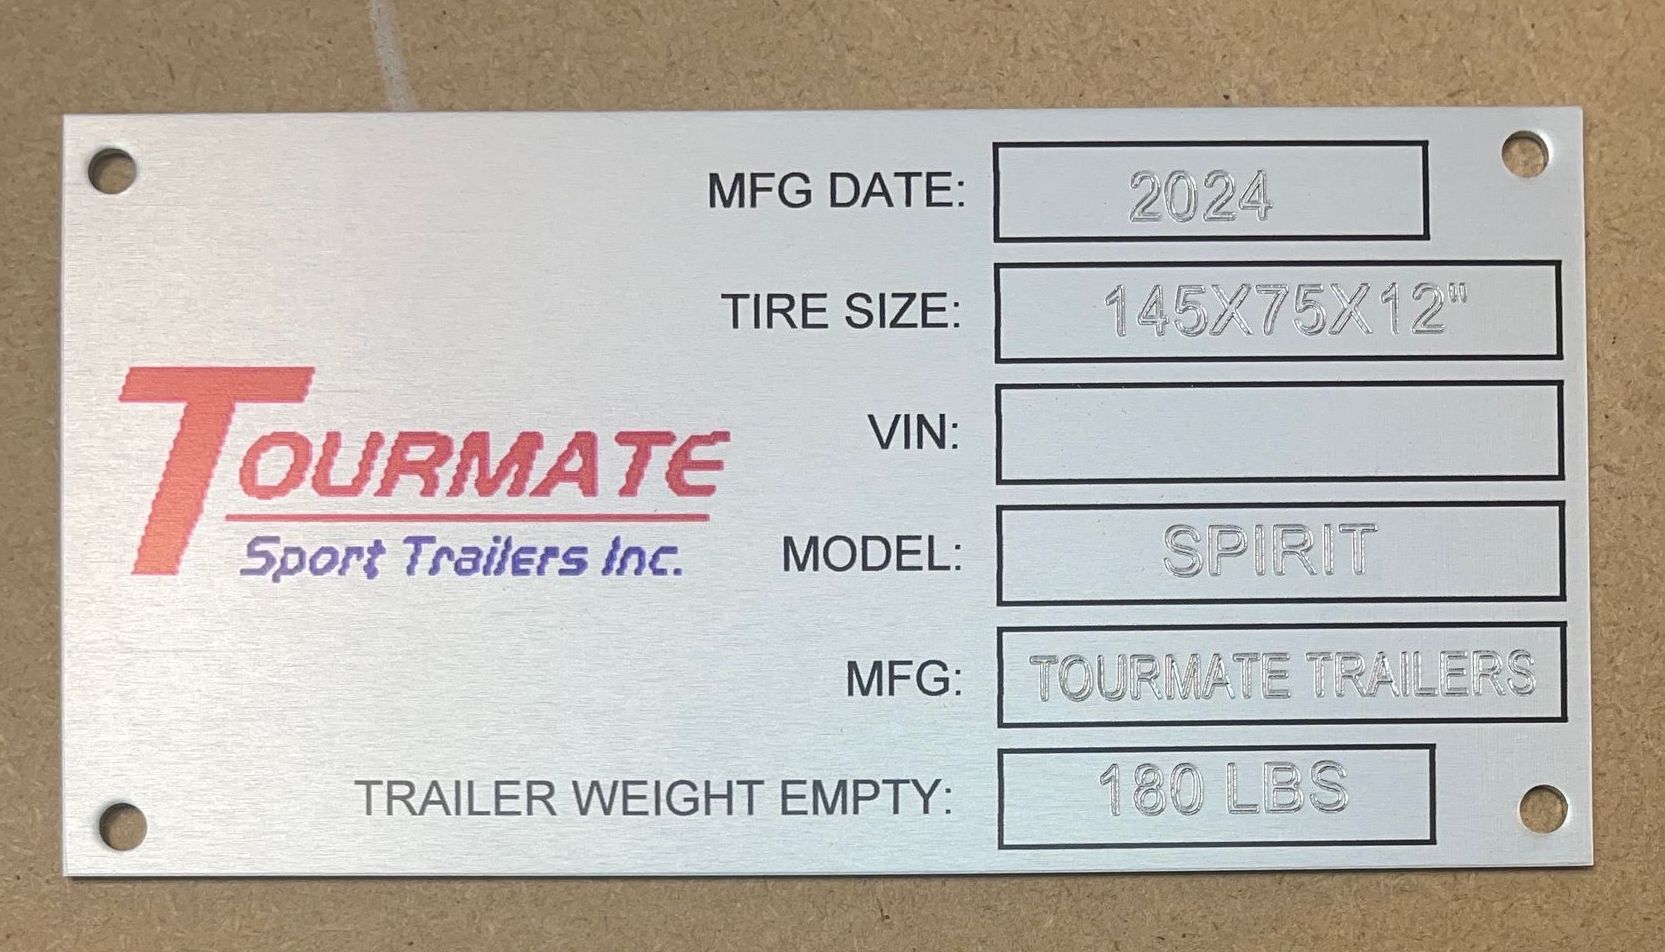 MFG DATE: 2024
TIRE SIZE: 145X75X12"
VIN:
TOURMATE
Sport Trailers Inc.
MODEL: SPIRIT
MFG: TOURMATE TRAILERS
TRAILER WEIGHT EMPTY: 180 LBS